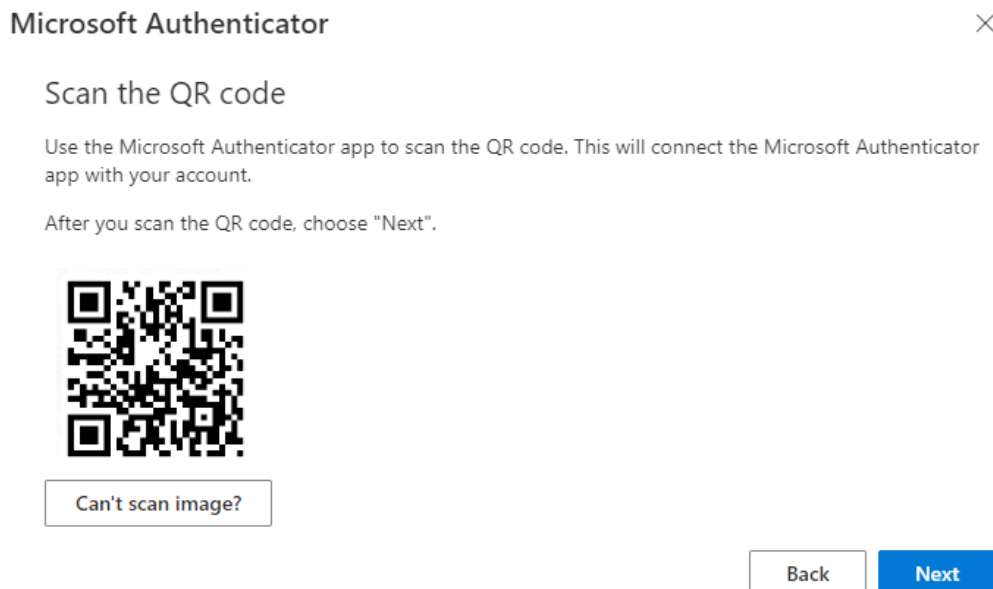 Microsoft Authenticator
Scan the QR code
Use the Microsoft Authenticator app to scan the QR code. This will connect the Microsoft Authenticator
app with your account.
After you scan the QR code, choose "Next".
Can't scan image?
Back
Next